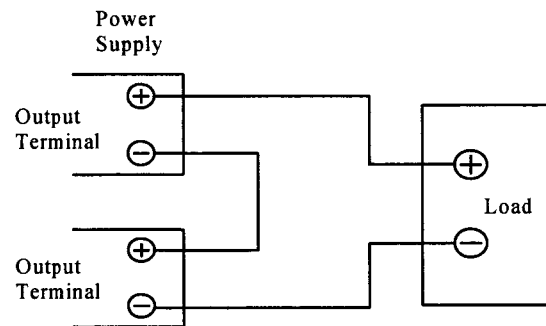 Power
Supply
+
Output
Terminal
−
+
Load
+
Output
Terminal
−
−